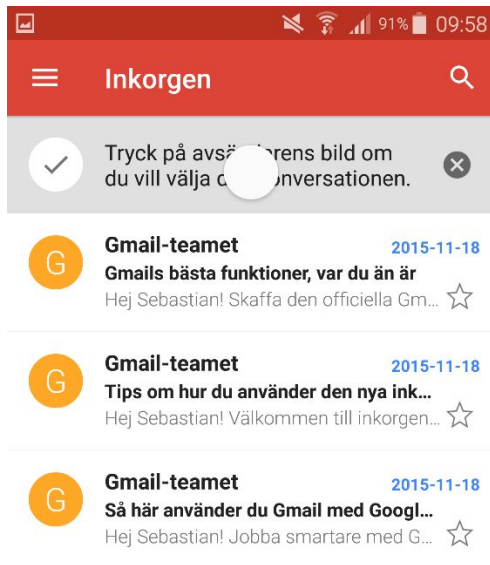 91% 09:58
Inkorgen
Tryck på avsändarens bild om
du vill välja konversationen.
Gmail-teamet 2015-11-18
G
Gmails bästa funktioner, var du än är
Hej Sebastian! Skaffa den officiella Gm...
Gmail-teamet 2015-11-18
G
Tips om hur du använder den nya ink...
Hej Sebastian! Välkommen till inkorgen...
Gmail-teamet 2015-11-18
G
Så här använder du Gmail med Googl...
Hej Sebastian! Jobba smartare med G...